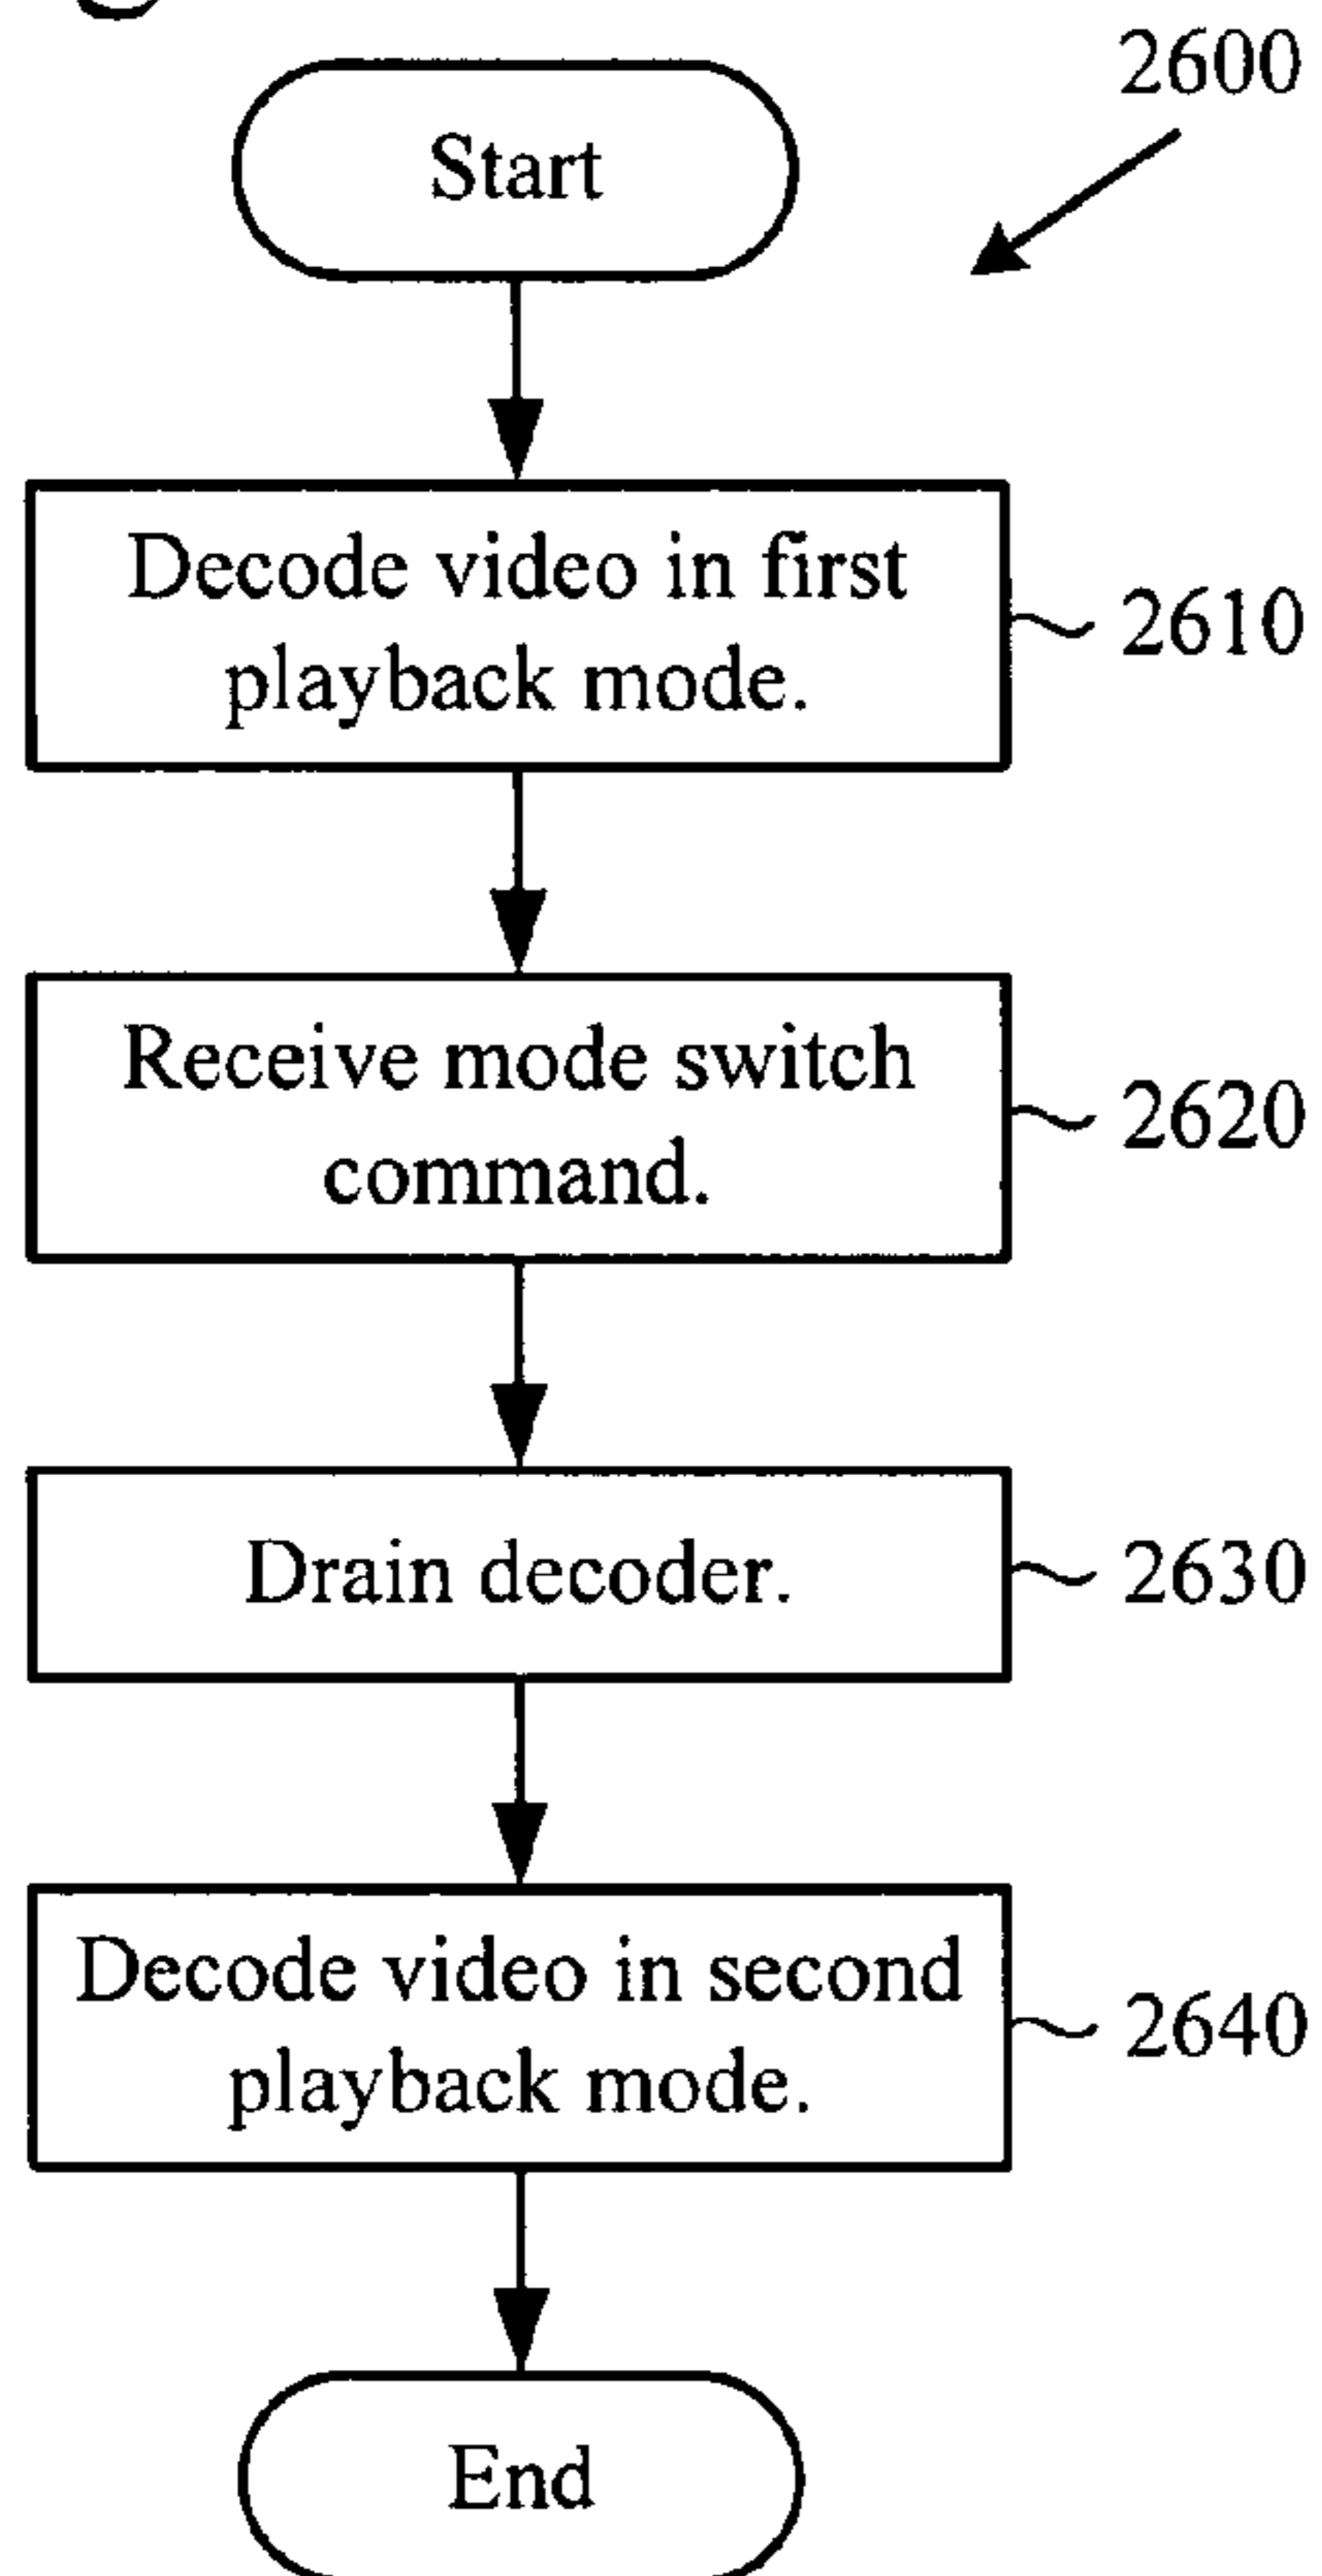 2600
Start
Decode video in first
playback mode.
2610
Receive mode switch
command.
2620
Drain decoder.
2630
Decode video in second
playback mode.
2640
End